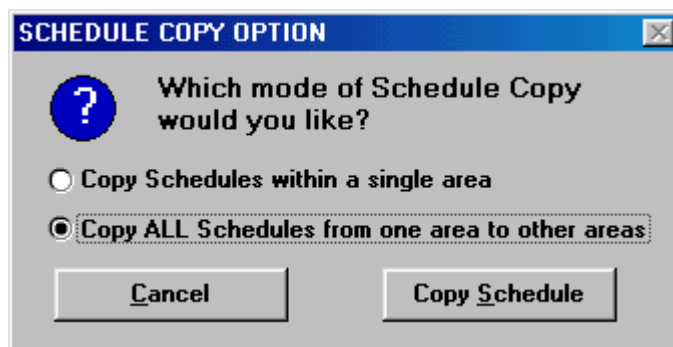 SCHEDULE COPY OPTION
?
Which mode of Schedule Copy
would you like?
Copy Schedules within a single area
Copy ALL Schedules from one area to other areas
Cancel
Copy Schedule